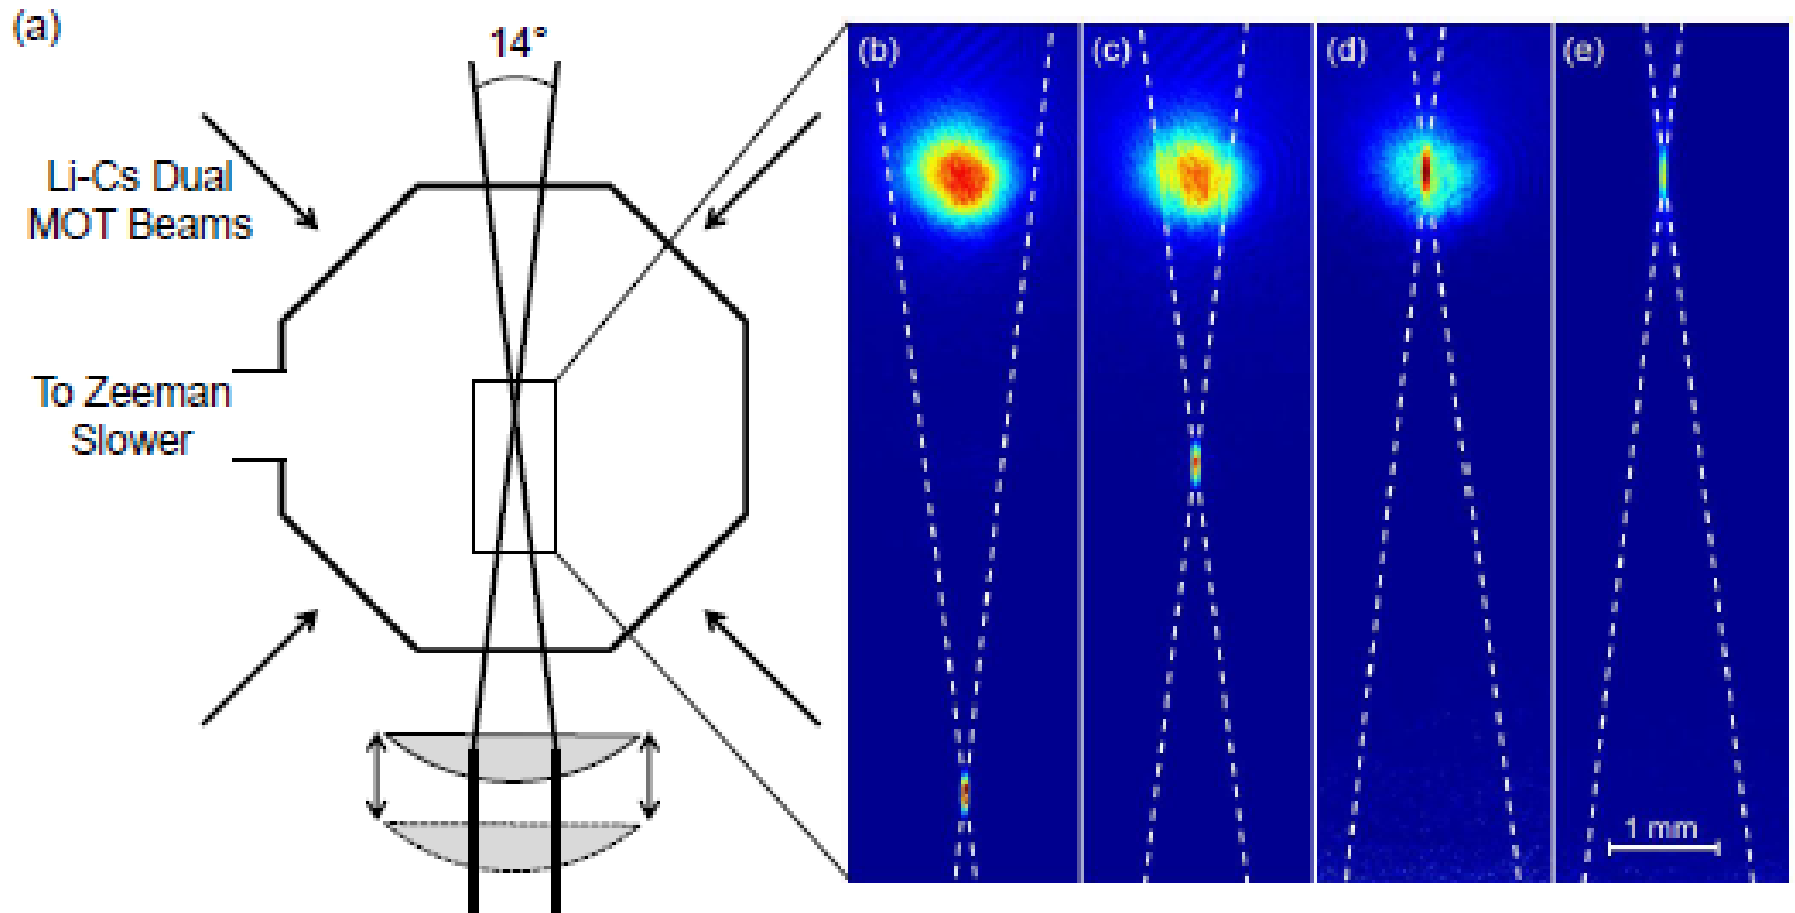 (a)
14°
Li-Cs Dual
MOT Beams
To Zeeman
Slower
(b)
(c)
(d)
(e)
1 mm